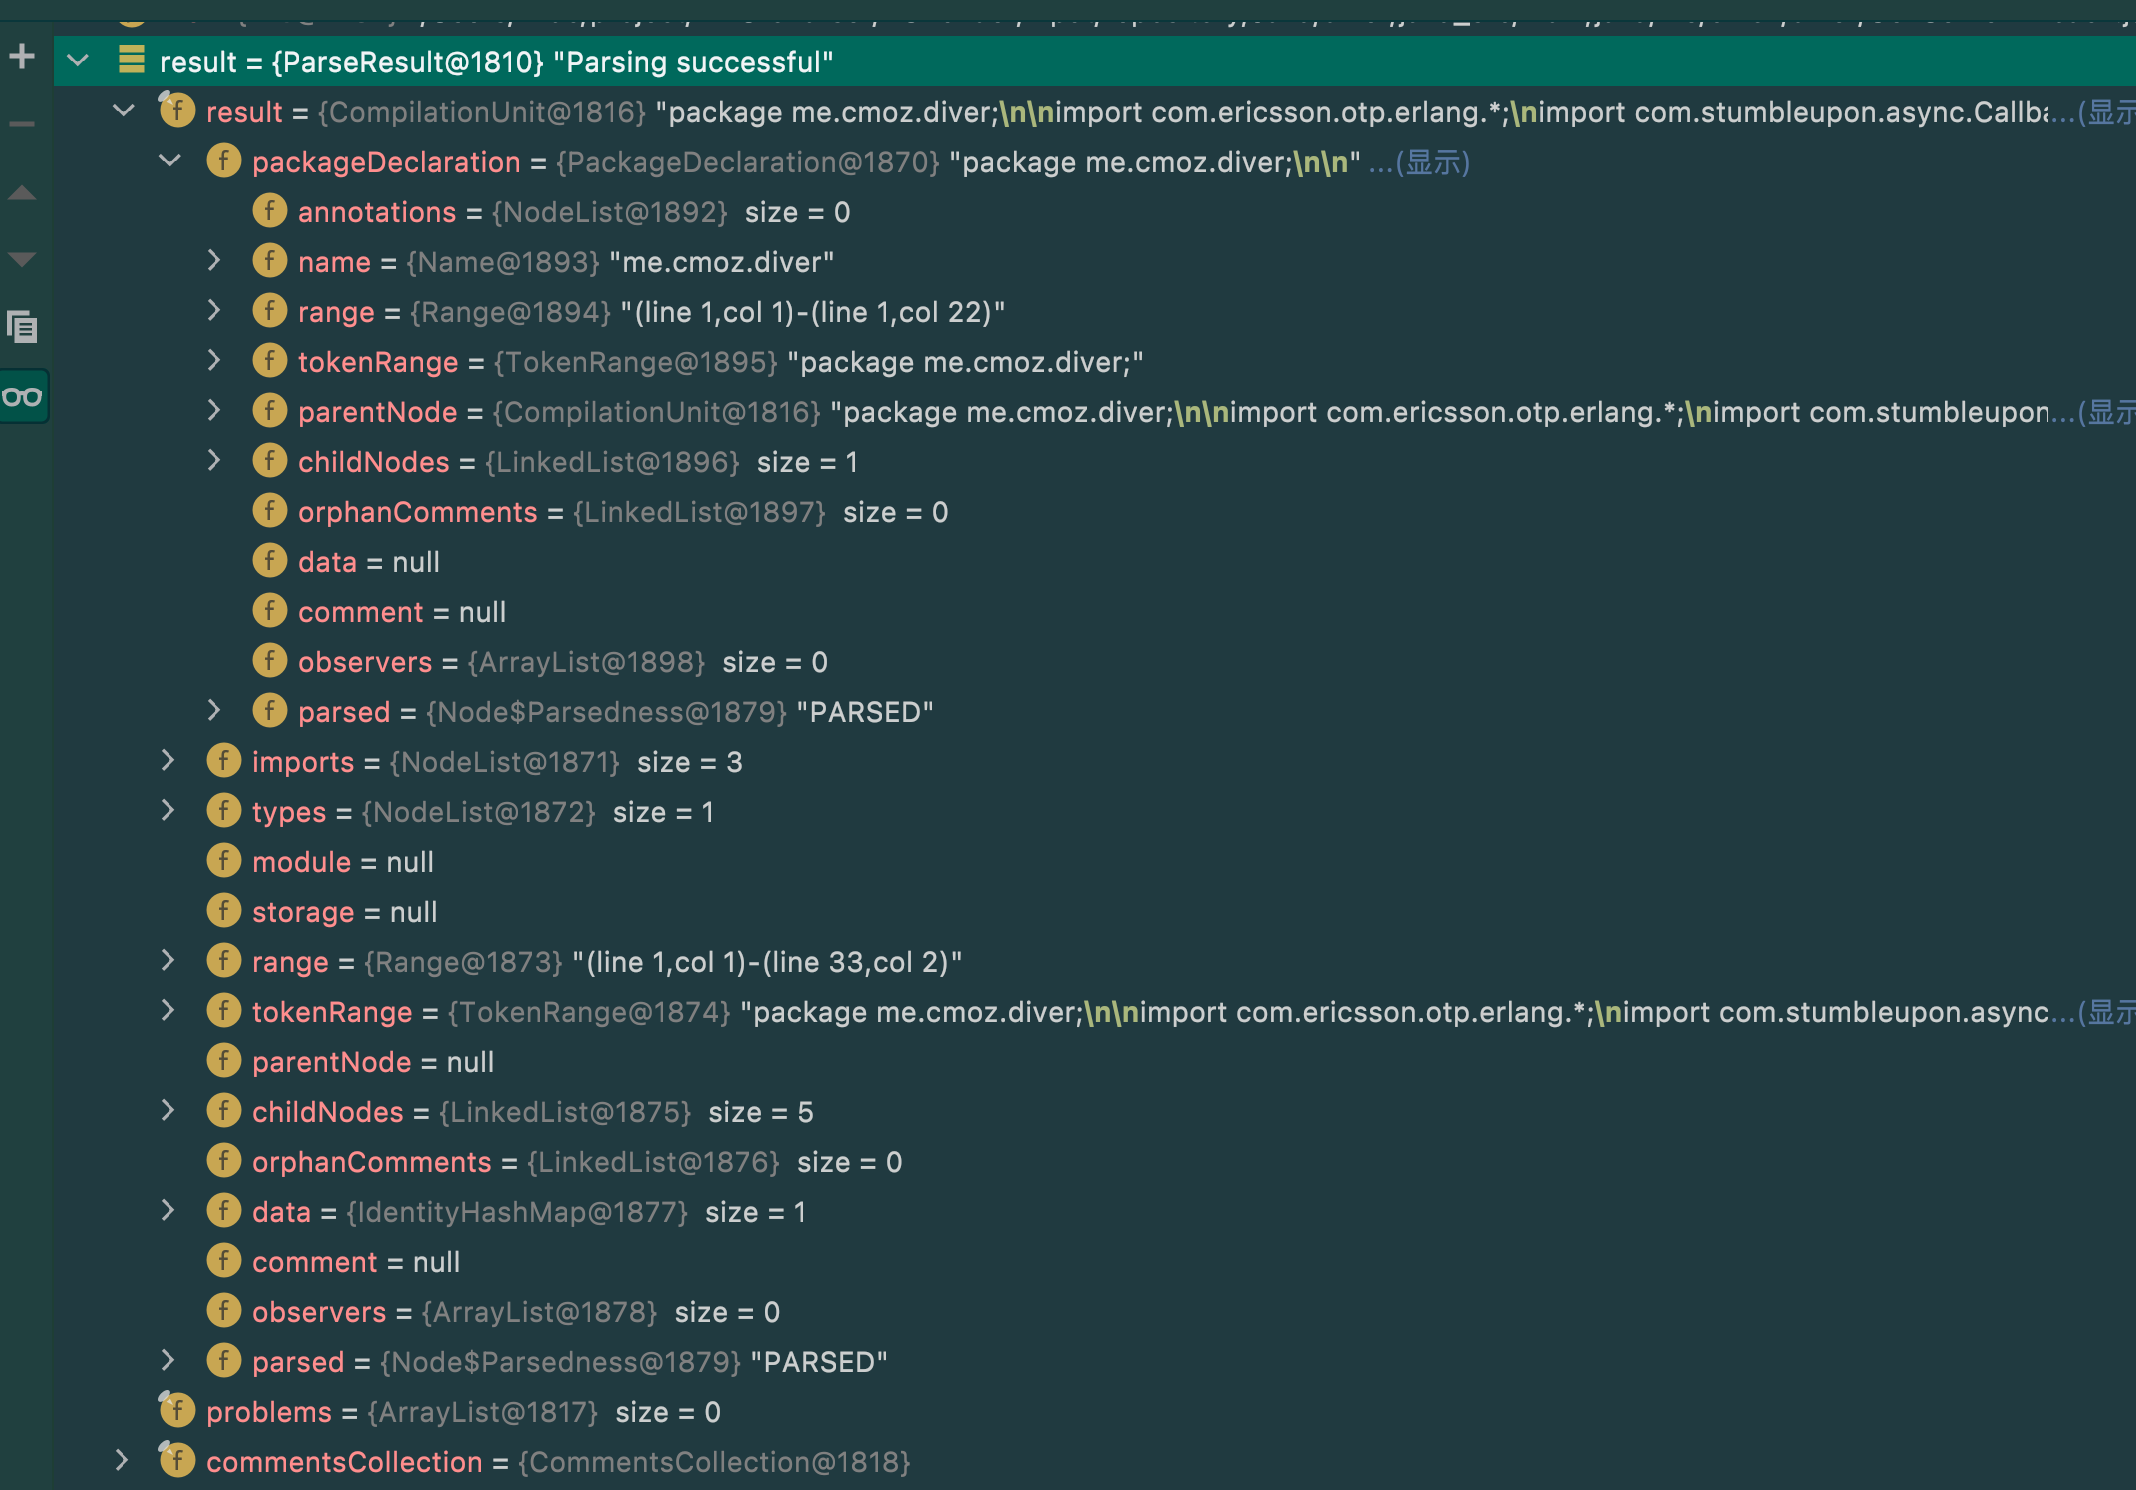 result = {ParseResult@1810} "Parsing successful"
f result = {CompilationUnit@1816} "package me.cmoz.diver;\n\nimport com.ericsson.otp.erlang.*;\nimport com.stumbleupon.async.Callba...(显示
f packageDeclaration = {PackageDeclaration@1870} "package me.cmoz.diver;\n\n" ...(显示)
f annotations = {NodeList@1892} size = 0
f name = {Name@1893} "me.cmoz.diver"
f range = {Range@1894} "(line 1,col 1)-(line 1,col 22)"
f tokenRange = {TokenRange@1895} "package me.cmoz.diver;"
f parentNode = {CompilationUnit@1816} "package me.cmoz.diver;\n\nimport com.ericsson.otp.erlang.*;\nimport com.stumbleupon...(显示
f childNodes = {LinkedList@1896} size = 1
f orphanComments = {LinkedList@1897} size = 0
f data = null
f comment = null
f observers = {ArrayList@1898} size = 0
f parsed = {Node$Parsedness@1879} "PARSED"
f imports = {NodeList@1871} size = 3
f types = {NodeList@1872} size = 1
f module = null
f storage = null
f range = {Range@1873} "(line 1,col 1)-(line 33,col 2)"
f tokenRange = {TokenRange@1874} "package me.cmoz.diver;\n\nimport com.ericsson.otp.erlang.*;\nimport com.stumbleupon.async...(显示
f parentNode = null
f childNodes = {LinkedList@1875} size = 5
f orphanComments = {LinkedList@1876} size = 0
f data = {IdentityHashMap@1877} size = 1
f comment = null
f observers = {ArrayList@1878} size = 0
f parsed = {Node$Parsedness@1879} "PARSED"
f problems = {ArrayList@1817} size = 0
f commentsCollection = {CommentsCollection@1818}